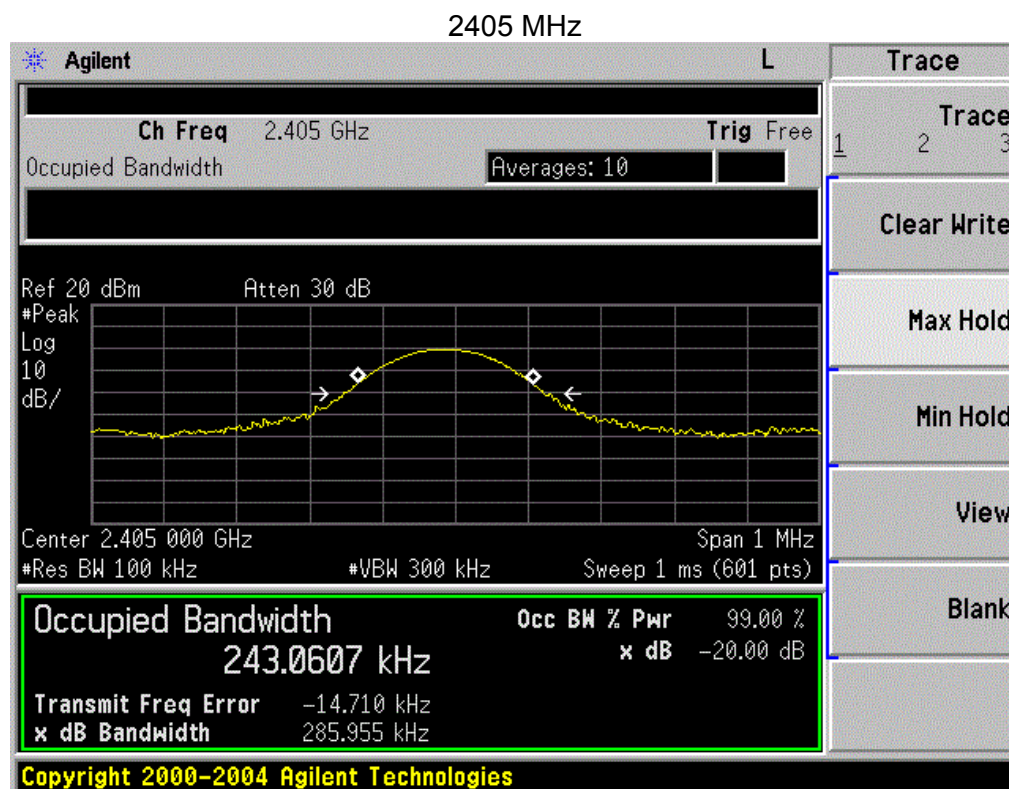 2405 MHz
Agilent L Trace
Ch Freq 2.405 GHz Trig Free
Occupied Bandwidth Averages: 10
Trace
1 2 3
Clear Write
Max Hold
Min Hold
View
Blank
Ref 20 dBm Atten 30 dB
#Peak
Log
10
dB/
Center 2.405 000 GHz Span 1 MHz
#Res BW 100 kHz #VBW 300 kHz Sweep 1 ms (601 pts)
Occupied Bandwidth Occ BW % Pwr 99.00 %
243.0607 kHz x dB -20.00 dB
Transmit Freq Error -14.710 kHz
x dB Bandwidth 285.955 kHz
Copyright 2000-2004 Agilent Technologies